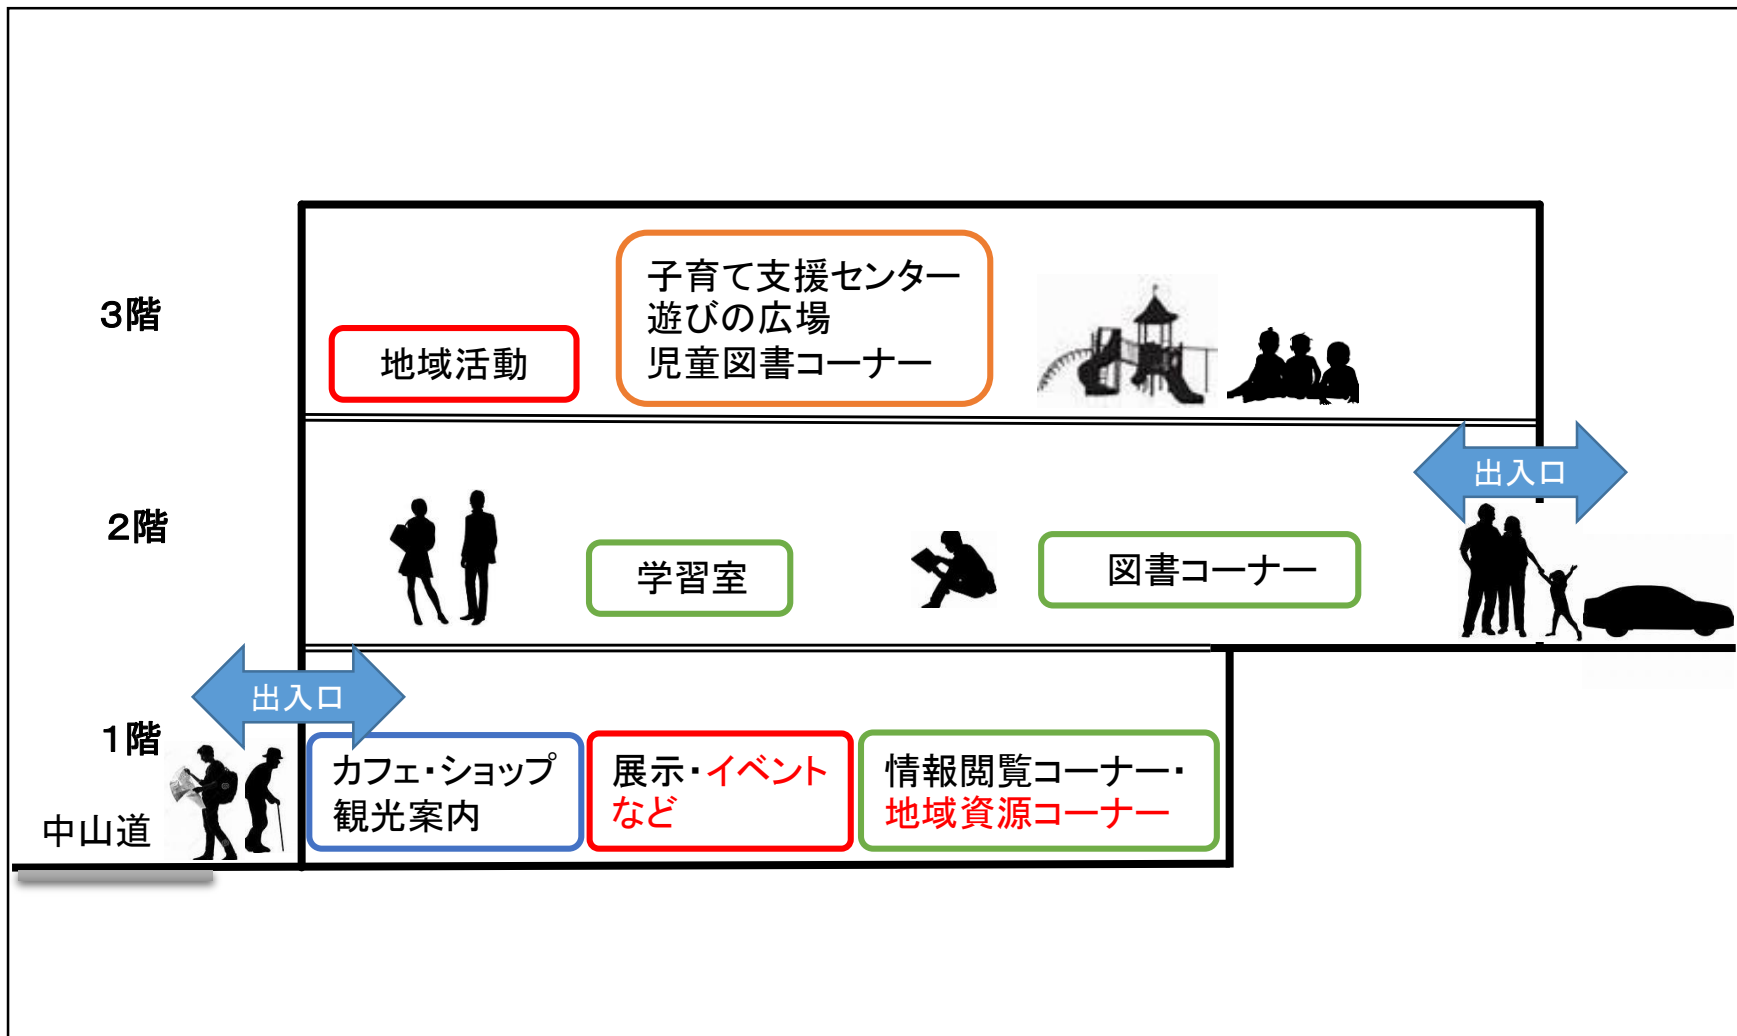 3階
地域活動
子育て支援センター
遊びの広場
児童図書コーナー
2階
学習室
図書コーナー
出入口
1階
中山道
出入口
カフェ・ショップ
観光案内
展示・イベント
など
情報閲覧コーナー・
地域資源コーナー